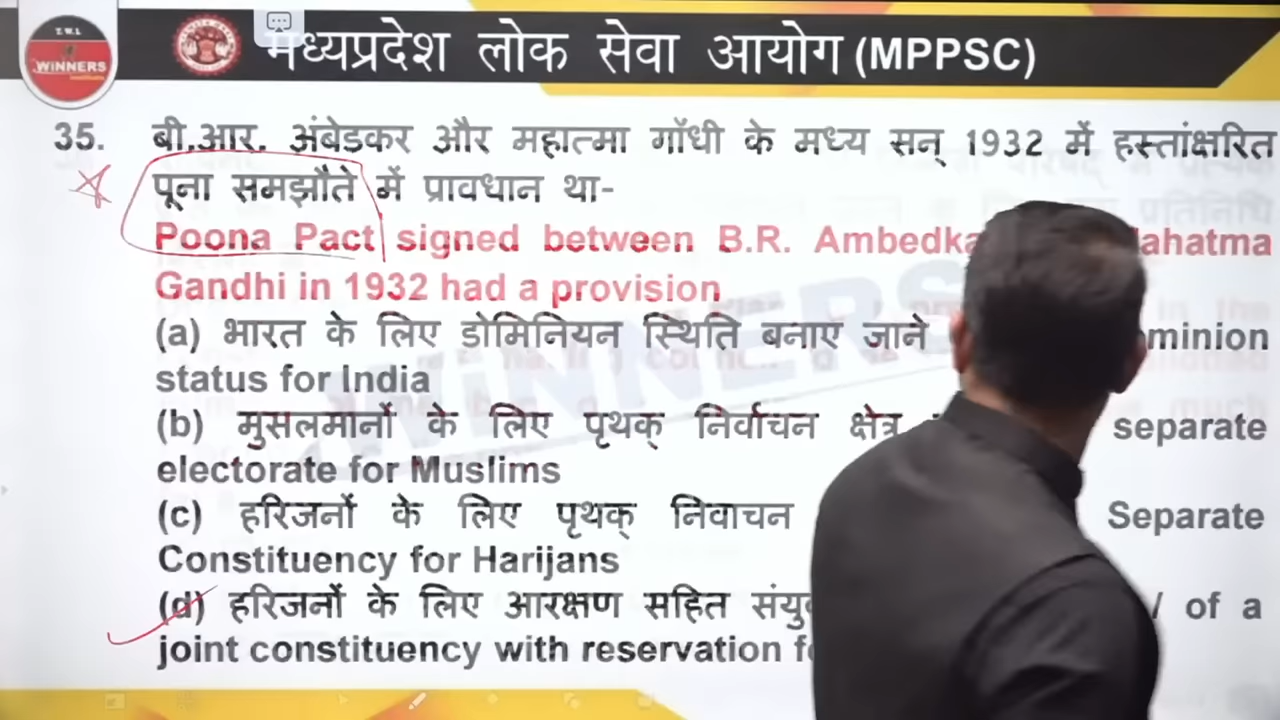 T.W.I.
WINNERS
मध्यप्रदेश लोक सेवा आयोग (MPPSC)
35. बी.आर. अंबेडकर और महात्मा गाँधी के मध्य सन् 1932 में हस्तांक्षरित
पूना समझौते में प्रावधान था-
Poona Pact signed between B.R. Ambedka ahatma
Gandhi in 1932 had a provision
(a) भारत के लिए डोमिनियन स्थिति बनाए जाने minion
status for India
(b) मुसलमानों के लिए पृथक् निर्वाचन क्षेत्र separate
electorate for Muslims
(c) हरिजनों के लिए पृथक् निवाचन Separate
Constituency for Harijans
(d) हरिजनों के लिए आरक्षण सहित / of a
joint constituency with reservation
WINNERS